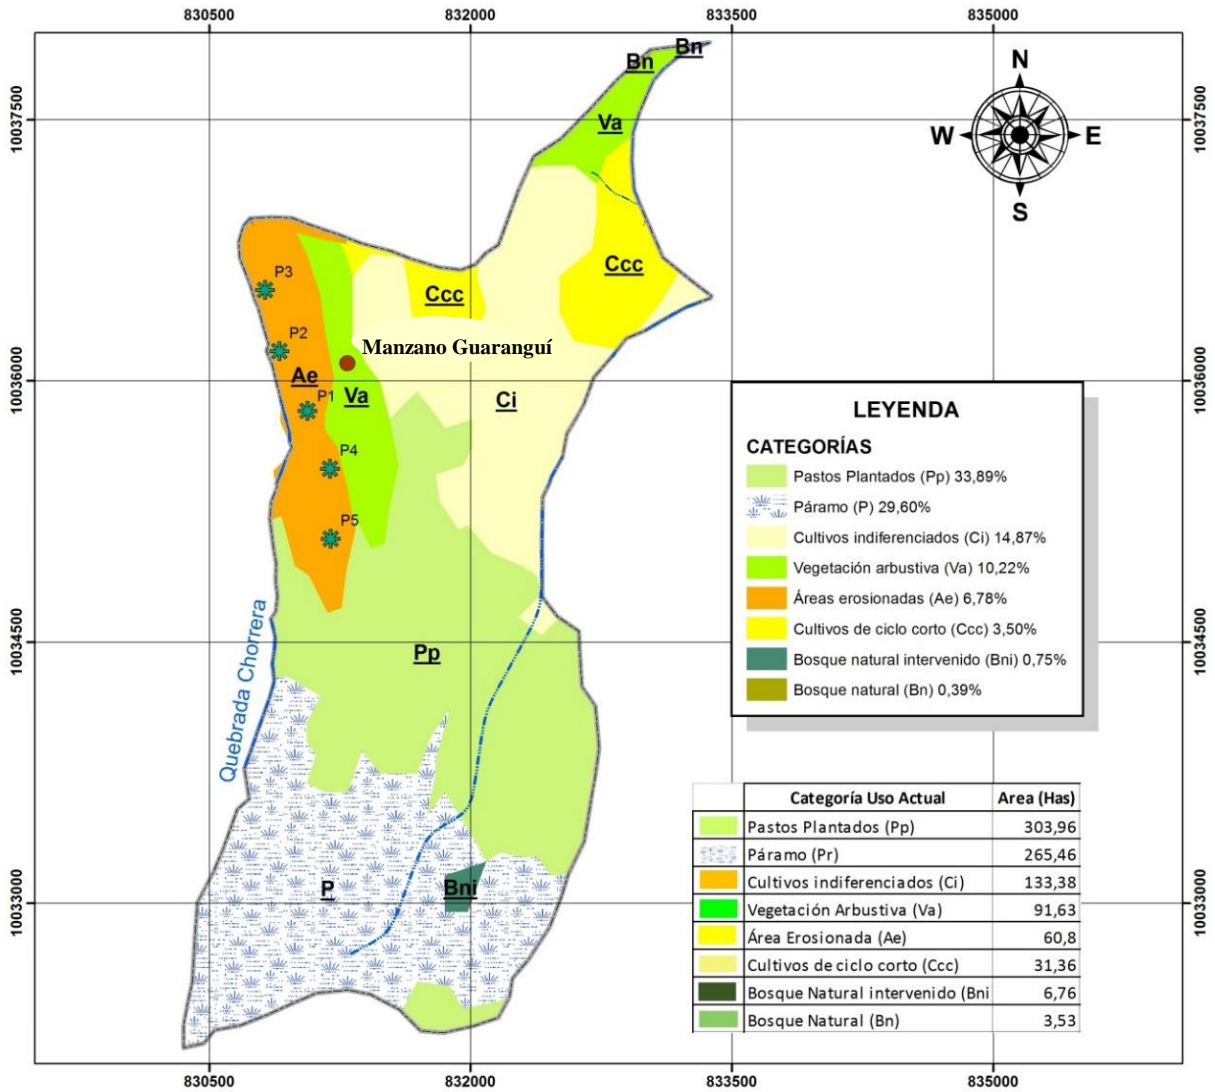 830500 832000 833500 835000
Bn
Bn
N
10037500
10037500
Va
W
E
S
P3
Ccc
Ccc
P2
Manzano Guaranguí
Ae
10036000
10036000
Va
P1
Ci
LEYENDA
CATEGORÍAS
P4
Pastos Plantados (Pp) 33,89%
Páramo (P) 29,60%
P5
Cultivos indiferenciados (Ci) 14,87%
Vegetación arbustiva (Va) 10,22%
Áreas erosionadas (Ae) 6,78%
Cultivos de ciclo corto (Ccc) 3,50%
Bosque natural intervenido (Bni) 0,75%
Bosque natural (Bn) 0,39%
10034500
10034500
Pp
Quebrada Chorrera
Categoría Uso Actual Area (Has)
Pastos Plantados (Pp) 303,96
Páramo (Pr) 265,46
Cultivos indiferenciados (Ci) 133,38
Vegetación Arbustiva (Va) 91,63
Área Erosionada (Ae) 60,8
Cultivos de ciclo corto (Ccc) 31,36
Bosque Natural intervenido (Bni 6,76
Bosque Natural (Bn) 3,53
P
Bni
10033000
10033000
830500 832000 833500 835000